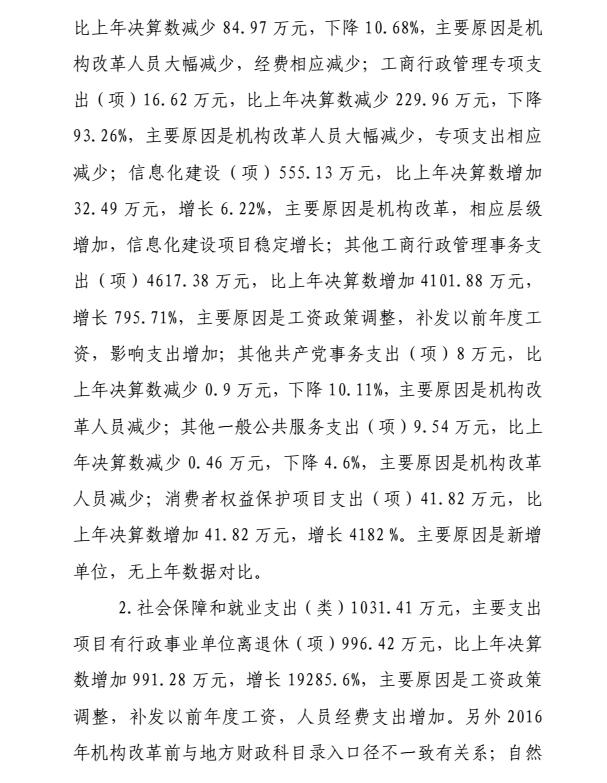 比上年决算数减少 84.97 万元，下降 10.68%，主要原因是机
构改革人员大幅减少，经费相应减少；工商行政管理专项支
出（项）16.62 万元，比上年决算数减少 229.96 万元，下降
93.26%，主要原因是机构改革人员大幅减少，专项支出相应
减少；信息化建设（项）555.13 万元，比上年决算数增加
32.49 万元，增长 6.22%，主要原因是机构改革，相应层级
增加，信息化建设项目稳定增长；其他工商行政管理事务支
出（项）4617.38 万元，比上年决算数增加 4101.88 万元，
增长 795.71%，主要原因是工资政策调整，补发以前年度工
资，影响支出增加；其他共产党事务支出（项）8 万元，比
上年决算数减少 0.9 万元，下降 10.11%，主要原因是机构改
革人员减少；其他一般公共服务支出（项）9.54 万元，比上
年决算数减少 0.46 万元，下降 4.6%，主要原因是机构改革
人员减少；消费者权益保护项目支出（项）41.82 万元，比
上年决算数增加 41.82 万元，增长 4182 %。主要原因是新增
单位，无上年数据对比。
2.社会保障和就业支出（类）1031.41 万元，主要支出
项目有行政事业单位离退休（项）996.42 万元，比上年决算
数增加 991.28 万元，增长 19285.6%，主要原因是工资政策
调整，补发以前年度工资，人员经费支出增加。另外 2016
年机构改革前与地方财政科目录入口径不一致有关系；自然